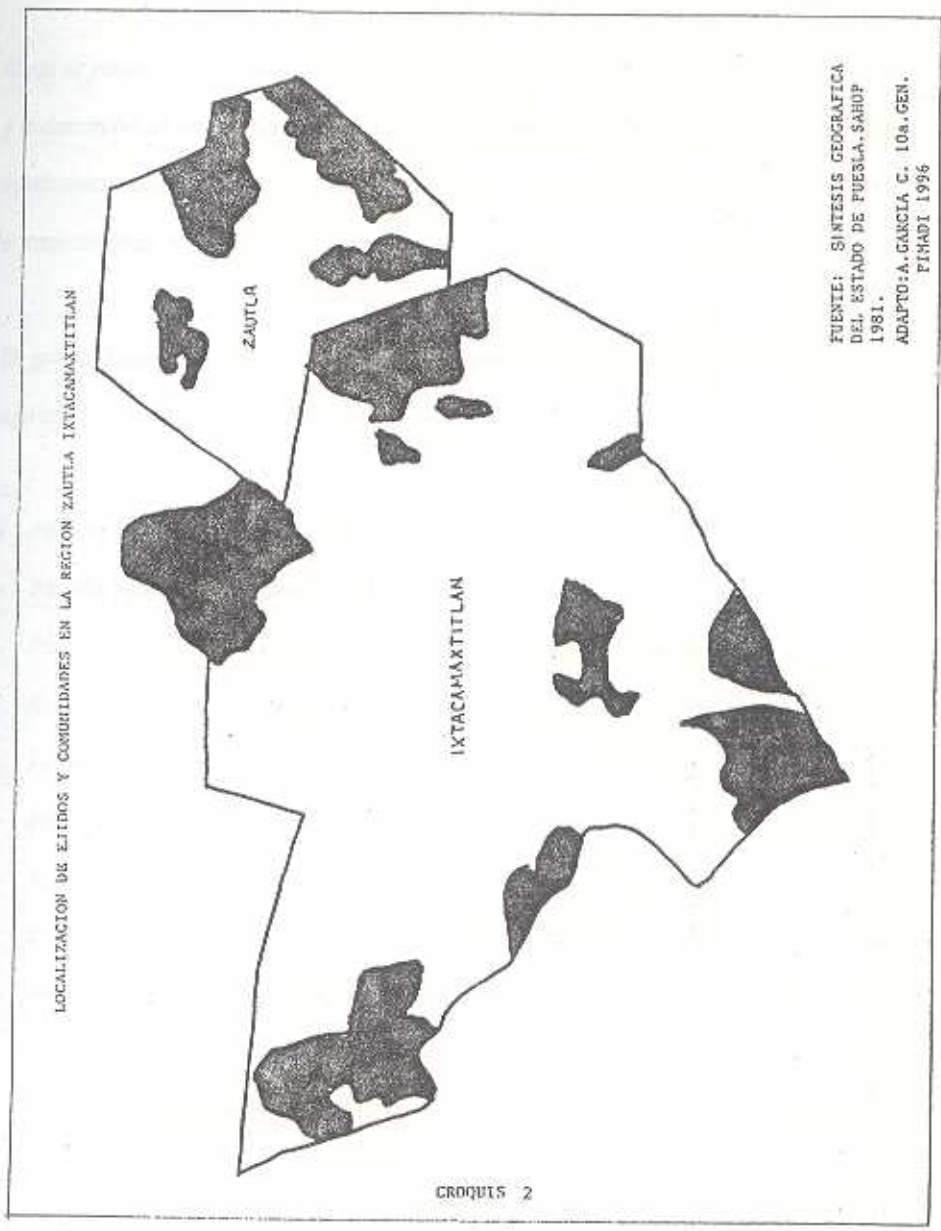 LOCALIZACION DE EJIDOS Y COMUNIDADES EN LA REGION ZAUTLA IXTACAMAXTITLAN
ZAUTLA
IXTACAMAXTITLAN
FUENTE: SINTESIS GEOGRAFICA
DEL ESTADO DE PUEBLA.SAHOP
1981.
ADAPTO:A.GARCIA C. 10a.GEN.
PIMADI 1996
CROQUIS 2